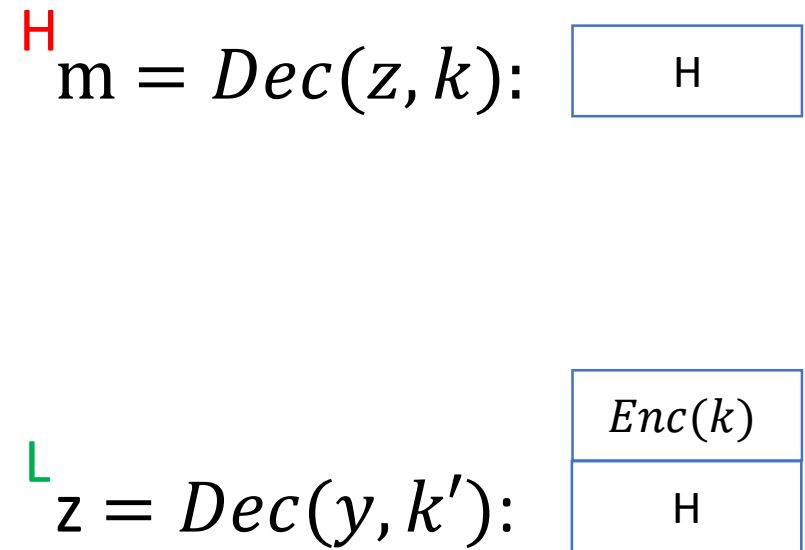 H
m = Dec(z, k):
H
Enc(k)
L
z = Dec(y, k′):
H